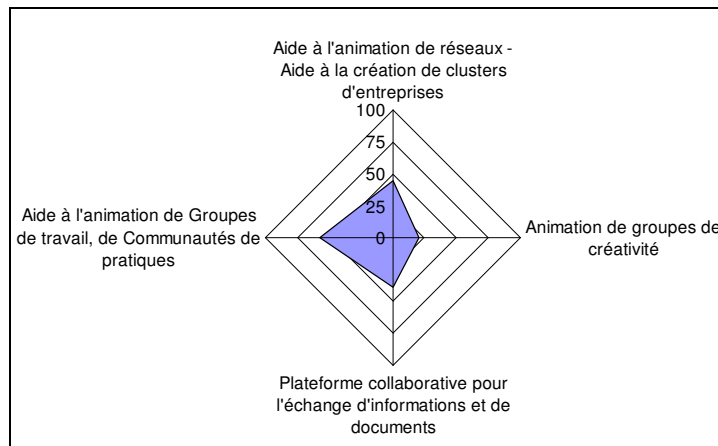 Aide à l'animation de réseaux -
Aide à la création de clusters
d'entreprises
100
75
50
25
0
Aide à l'animation de Groupes
de travail, de Communautés de
pratiques
Animation de groupes de
créativité
Plateforme collaborative pour
l'échange d'informations et de
documents